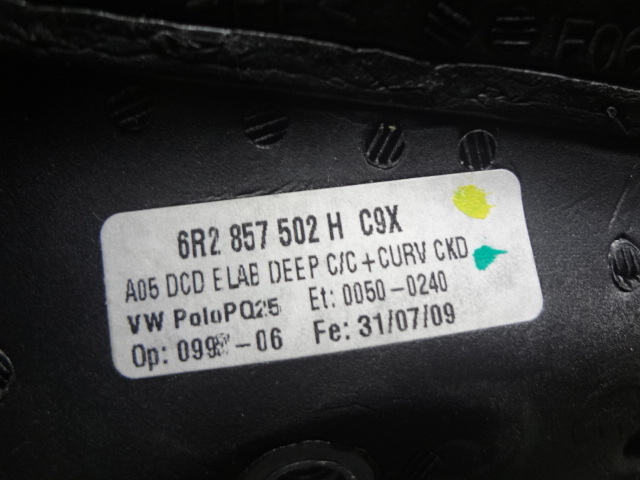 6R2 857 502 H C9X
A05 DCD ELAB DEEP C/C+CURV CKD
VW PoloPQ25 Et: 0050-0240
-06 Fe: 31/07/09